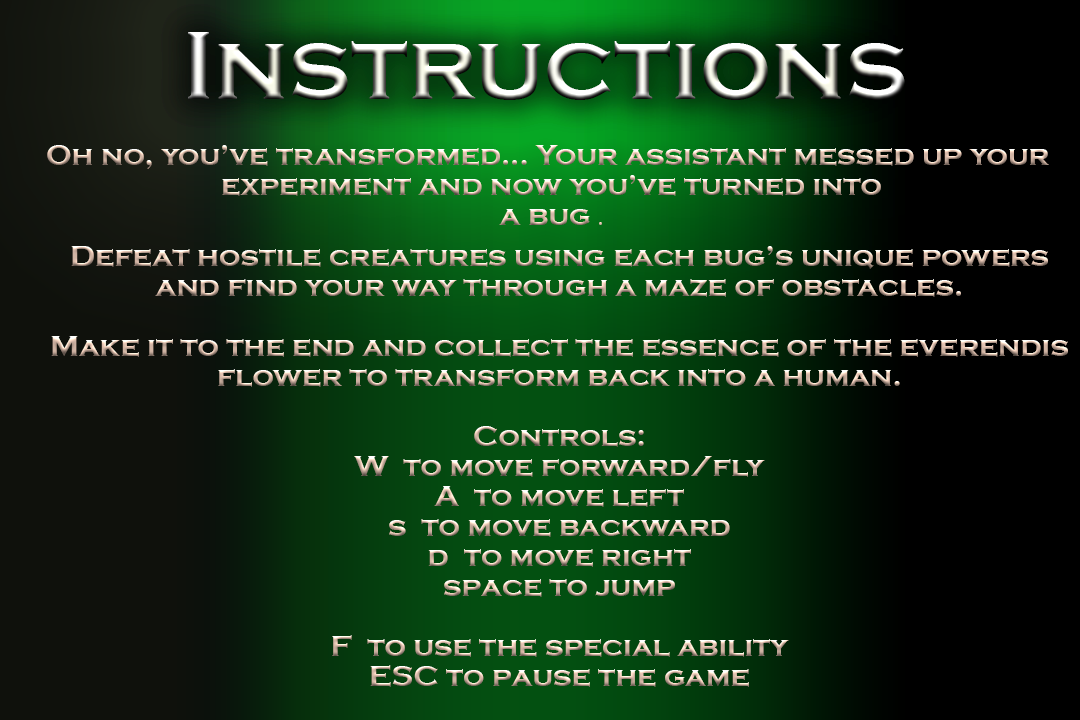 Instructions
Oh no, you've transformed... Your assistant messed up your
experiment and now you've turned into
a bug .
Defeat hostile creatures using each bug's unique powers
and find your way through a maze of obstacles.
Make it to the end and collect the essence of the everendis
flower to transform back into a human.
Controls:
W to move forward/fly
A to move left
s to move backward
d to move right
space to jump
F to use the special ability
ESC to pause the game